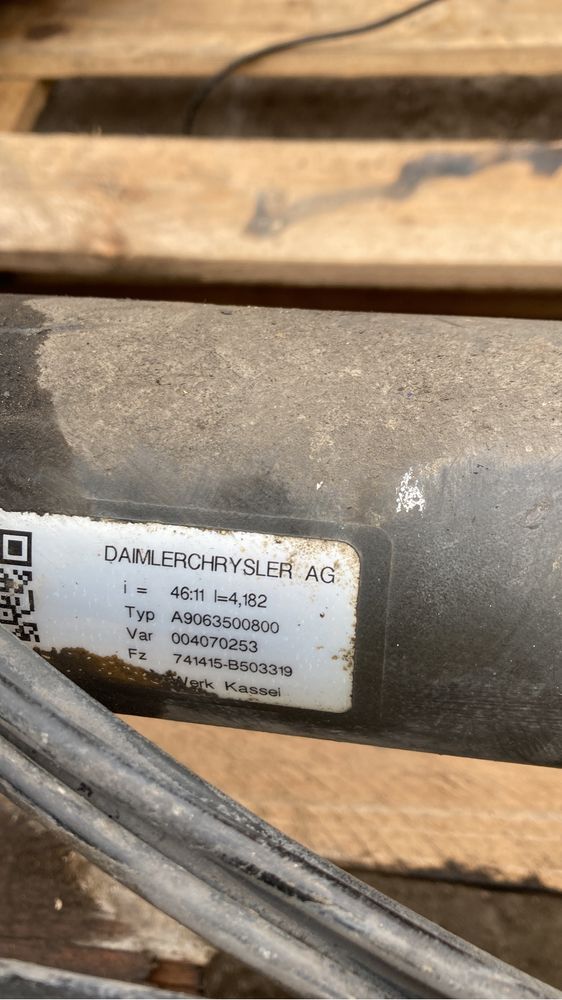 DAIMLERCHRYSLER AG
i = 46:11 I=4,182
Typ A9063500800
Var 004070253
Fz 741415-B503319
Werk Kassel